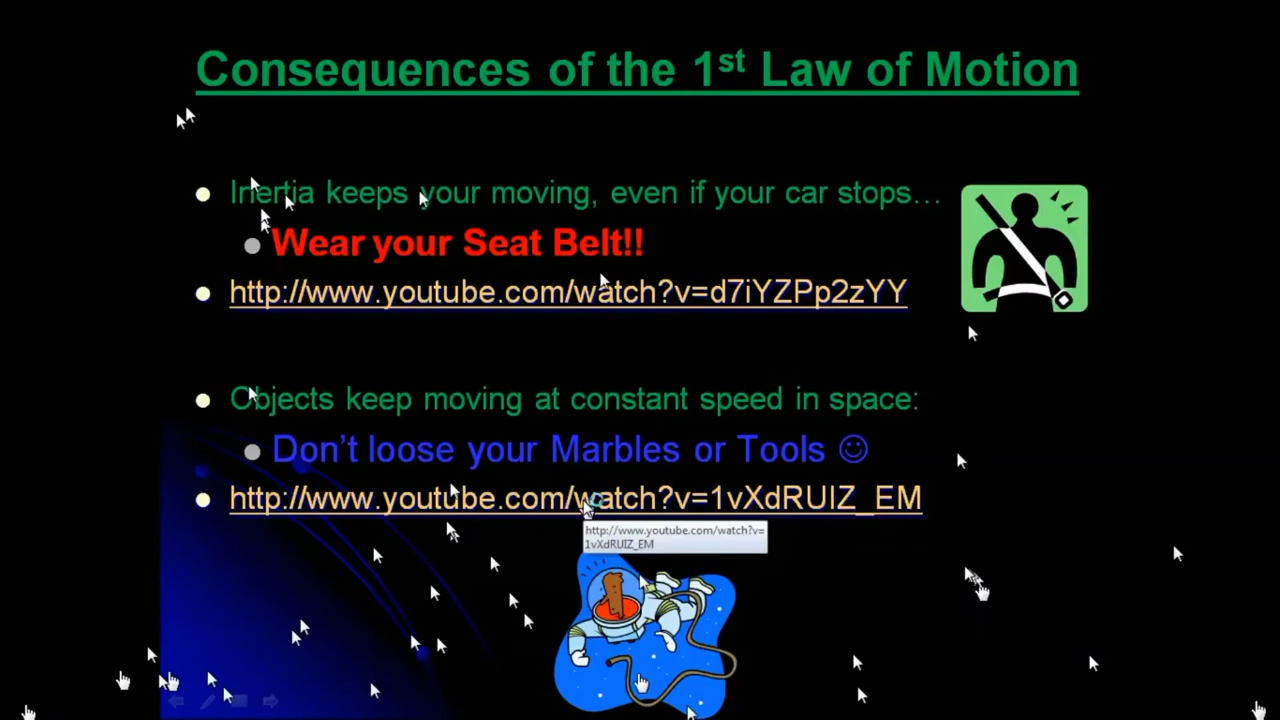 Consequences of the 1st Law of Motion
Inertia keeps your moving, even if your car stops…
Wear your Seat Belt!!
http://www.youtube.com/watch?v=d7iYZPp2zYY
Objects keep moving at constant speed in space:
Don't loose your Marbles or Tools ☺
http://www.youtube.com/watch?v=1vXdRUIZ_EM
http://www.youtube.com/watch?v=
1vXdRUIZ_EM